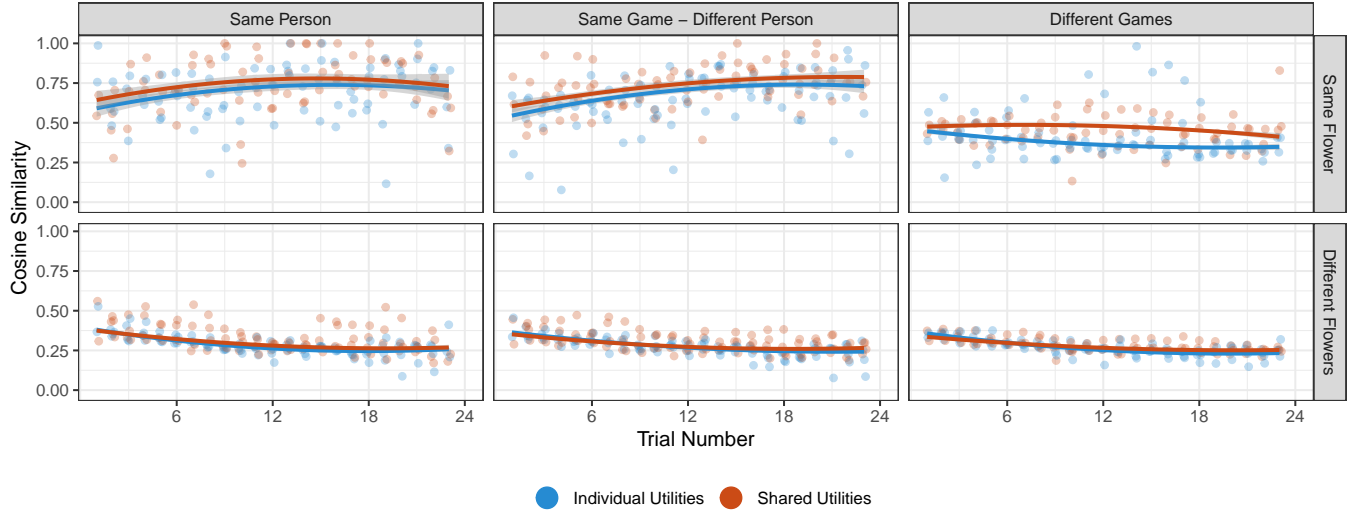 Same Person
Same Game − Different Person
Different Games
Cosine Similarity
1.00
0.75
0.50
0.25
0.00
Same Flower
1.00
0.75
0.50
0.25
0.00
Different Flowers
6 12 18 24
6 12 18 24
6 12 18 24
Trial Number
Individual Utilities
Shared Utilities